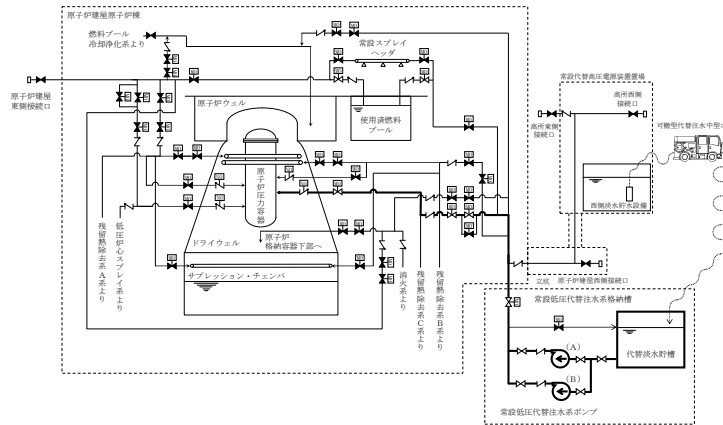 原子炉建屋原子炉棟
燃料プール
冷却浄化系より
常設スプレイ
ヘッダ
原子炉建屋
東側接続口
原子炉ウェル
使用済燃料
プール
常設代替高圧電源装置置場
高所西側
接続口
高所東側
接続口
可搬型代替注水中型ポ
西側淡水貯水設備
原子炉圧力容器
ドライウェル
原子炉
格納容器下部へ
サプレッション・チェンバ
残留熱除去系A系より
低圧炉心スプレイ系より
消火系より
残留熱除去系C系より
残留熱除去系B系より
立坑
原子炉建屋西側接続口
常設低圧代替注水系格納槽
(A)
代替淡水貯槽
(B)
常設低圧代替注水系ポンプ